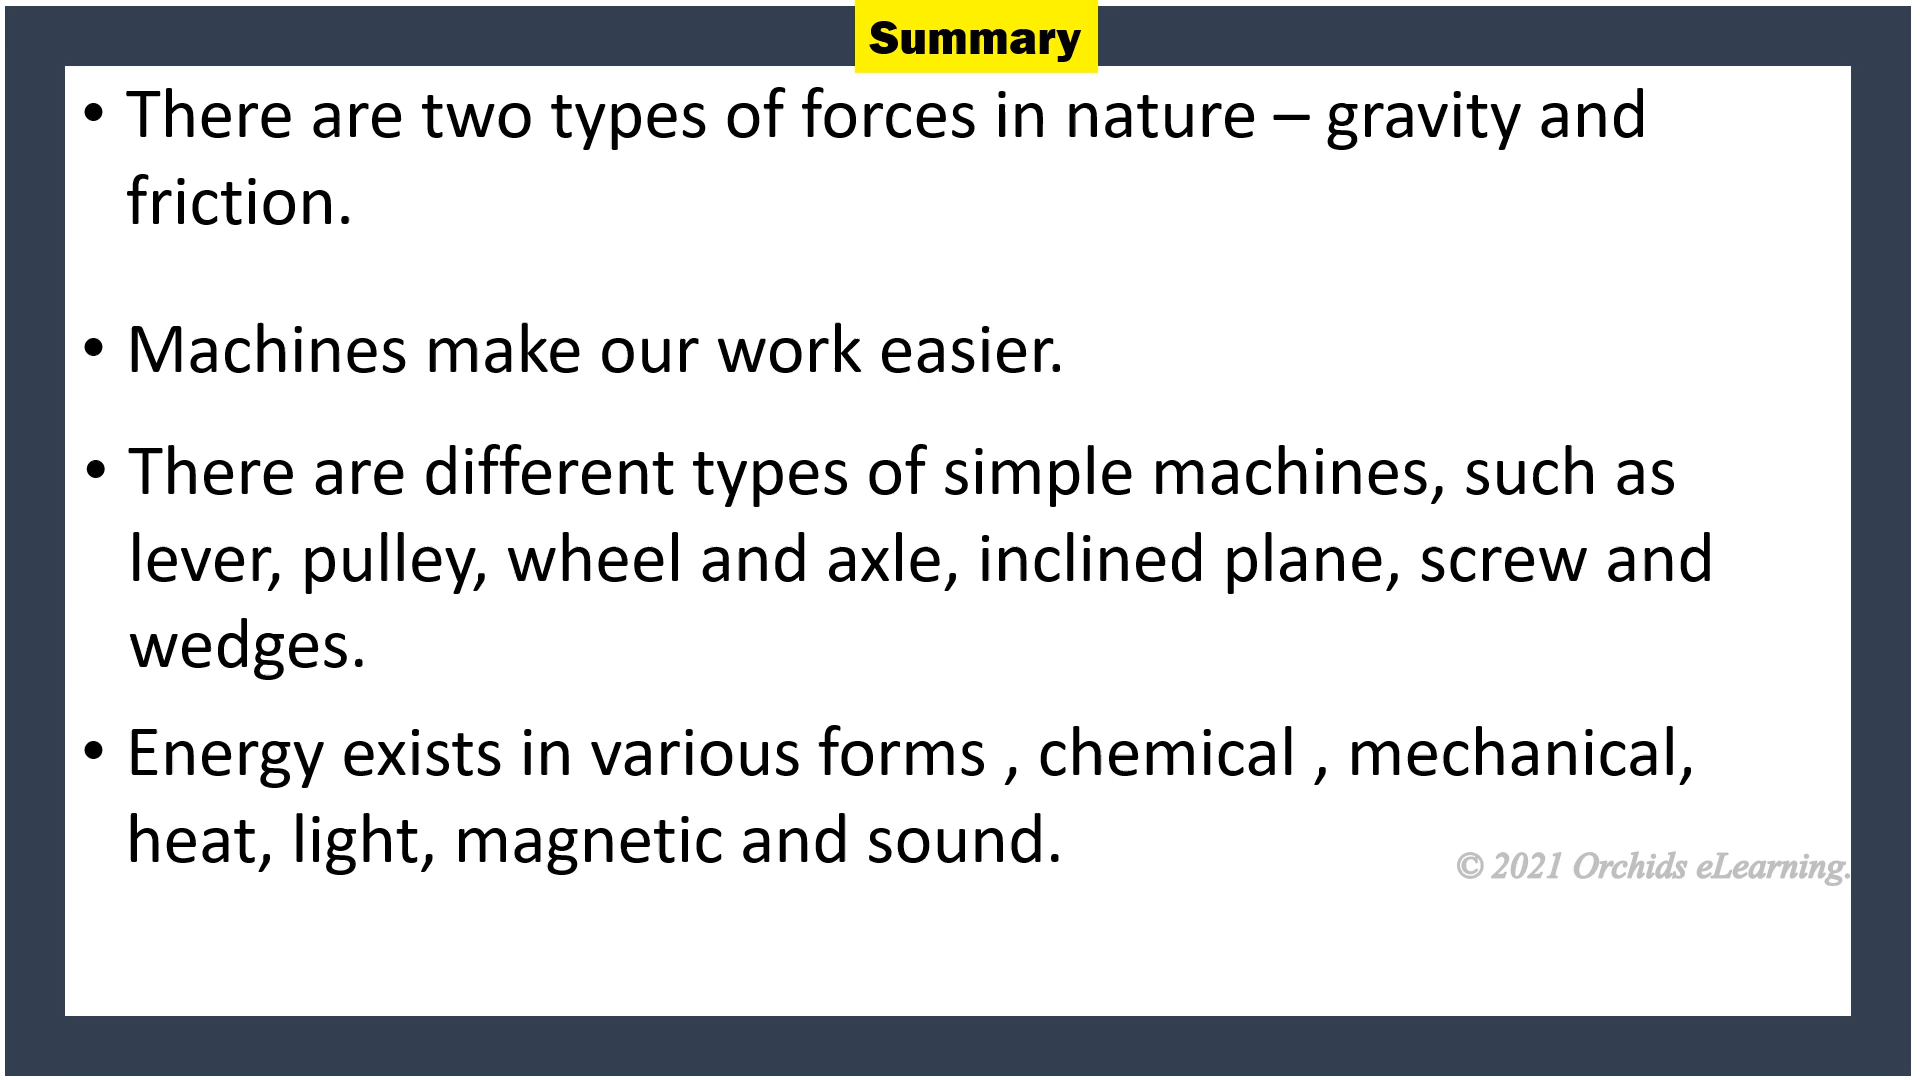 Summary
• There are two types of forces in nature – gravity and
friction.
• Machines make our work easier.
• There are different types of simple machines, such as
lever, pulley, wheel and axle, inclined plane, screw and
wedges.
• Energy exists in various forms , chemical , mechanical,
heat, light, magnetic and sound.
© 2021 Orchids eLearning.